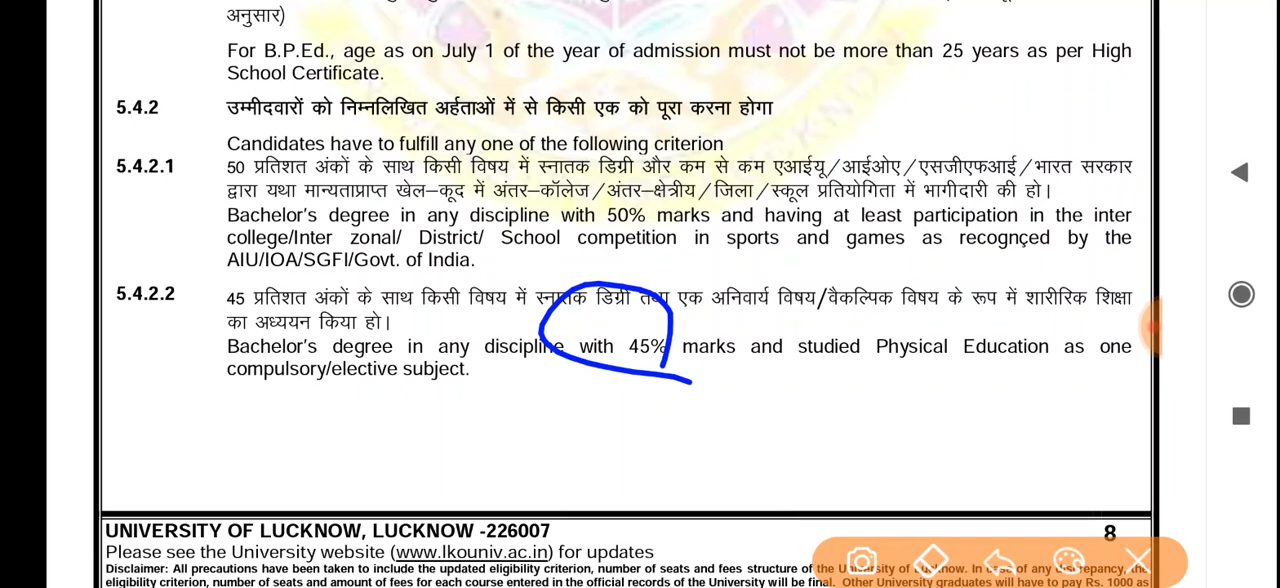 अनुसार)
For B.P.Ed., age as on July 1 of the year of admission must not be more than 25 years as per High
School Certificate.
5.4.2 उम्मीदवारों को निम्नलिखित अर्हताओं में से किसी एक को पूरा करना होगा
Candidates have to fulfill any one of the following criterion
5.4.2.1 50 प्रतिशत अंकों के साथ किसी विषय में स्नातक डिग्री और कम से कम एआईयू/आईओए/एसजीएफआई/भारत सरकार
द्वारा यथा मान्यताप्राप्त खेल–कूद में अंतर–कॉलेज/अंतर–क्षेत्रीय/जिला/स्कूल प्रतियोगिता में भागीदारी की हो।
Bachelor's degree in any discipline with 50% marks and having at least participation in the inter
college/Inter zonal/ District/ School competition in sports and games as recognçed by the
AIU/IOA/SGFI/Govt. of India.
5.4.2.2 45 प्रतिशत अंकों के साथ किसी विषय में स्नातक डिग्री तथा एक अनिवार्य विषय/वैकल्पिक विषय के रूप में शारीरिक शिक्षा
का अध्ययन किया हो।
Bachelor's degree in any discipline with 45% marks and studied Physical Education as one
compulsory/elective subject.
UNIVERSITY OF LUCKNOW, LUCKNOW -226007 8
Please see the University website (www.lkouniv.ac.in) for updates
Disclaimer: All precautions have been taken to include the updated eligibility criterion, number of seats and fees structure of the University of Lucknow. In of any
eligibility criterion, number of seats and amount of fees for each course entered in the official records of the University will be final. Other University graduates will have to pay Rs. 1000 as